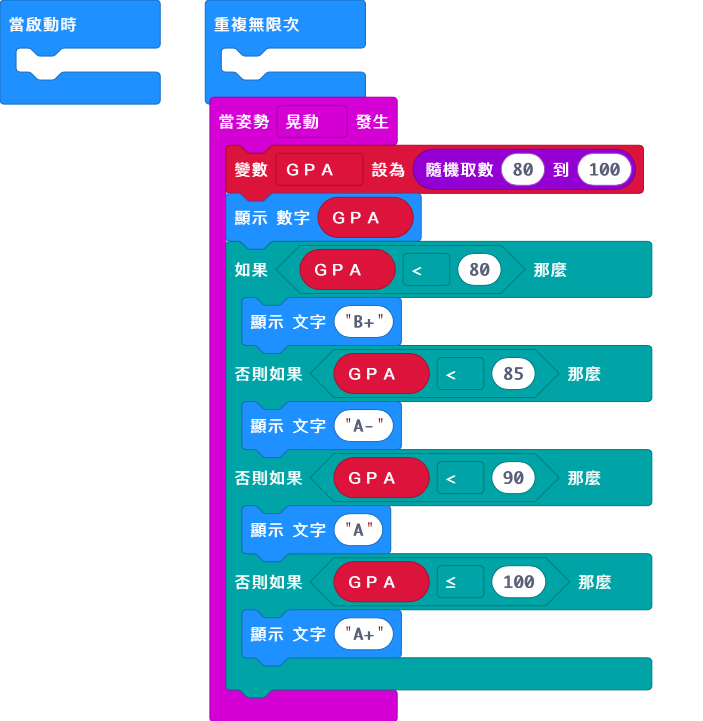 當啟動時
重複無限次
當姿勢 晃動 發生
變數 ＧＰＡ 設為 隨機取數 80 到 100
顯示 數字 ＧＰＡ
如果 ＧＰＡ < 80 那麼
顯示 文字 "B+"
否則如果 ＧＰＡ < 85 那麼
顯示 文字 "A-"
否則如果 ＧＰＡ < 90 那麼
顯示 文字 "A"
否則如果 ＧＰＡ ≤ 100 那麼
顯示 文字 "A+"